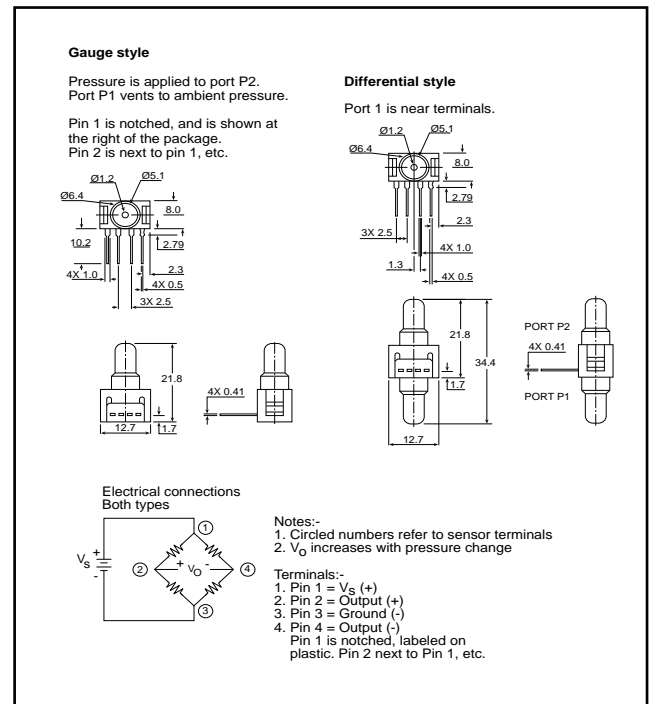 Gauge style
Pressure is applied to port P2.
Port P1 vents to ambient pressure.
Pin 1 is notched, and is shown at
the right of the package.
Pin 2 is next to pin 1, etc.
Ø1.2
Ø5.1
Ø6.4
8.0
10.2
2.79
2.3
4X 1.0
4X 0.5
3X 2.5
21.8
12.7
1.7
4X 0.41
Differential style
Port 1 is near terminals.
Ø1.2
Ø5.1
Ø6.4
8.0
2.79
2.3
3X 2.5
4X 1.0
1.3
4X 0.5
21.8
34.4
1.7
12.7
PORT P2
4X 0.41
PORT P1
Electrical connections
Both types
VS
+
-
1
2
+ VO -
4
3
Notes:-
1. Circled numbers refer to sensor terminals
2. VO increases with pressure change
Terminals:-
1. Pin 1 = VS (+)
2. Pin 2 = Output (+)
3. Pin 3 = Ground (-)
4. Pin 4 = Output (-)
Pin 1 is notched, labeled on
plastic. Pin 2 next to Pin 1, etc.